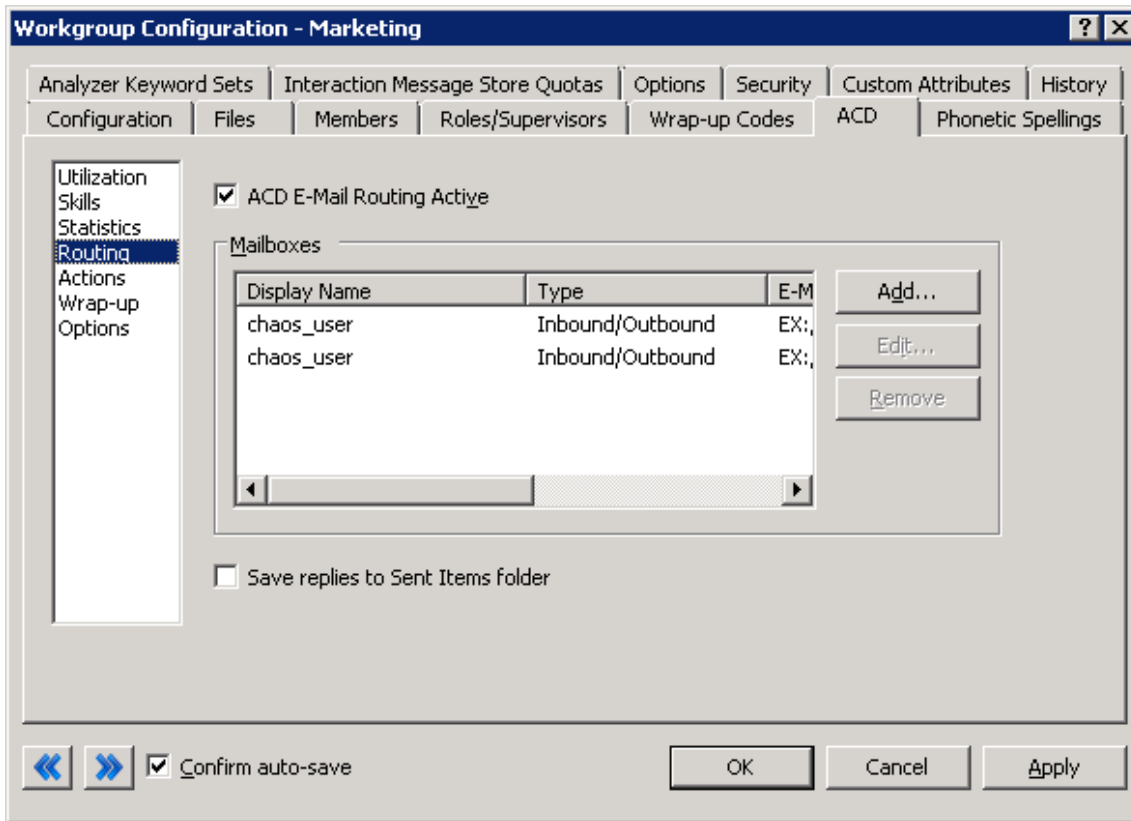 Workgroup Configuration - Marketing
Analyzer Keyword Sets Interaction Message Store Quotas Options Security Custom Attributes History
Configuration Files Members Roles/Supervisors Wrap-up Codes ACD Phonetic Spellings
Utilization
Skills
Statistics
Routing
Actions
Wrap-up
Options
ACD E-Mail Routing Active
Mailboxes
Display Name Type E-M
chaos_user Inbound/Outbound EX:
chaos_user Inbound/Outbound EX:
Add...
Edit...
Remove
Save replies to Sent Items folder
Confirm auto-save
OK Cancel Apply